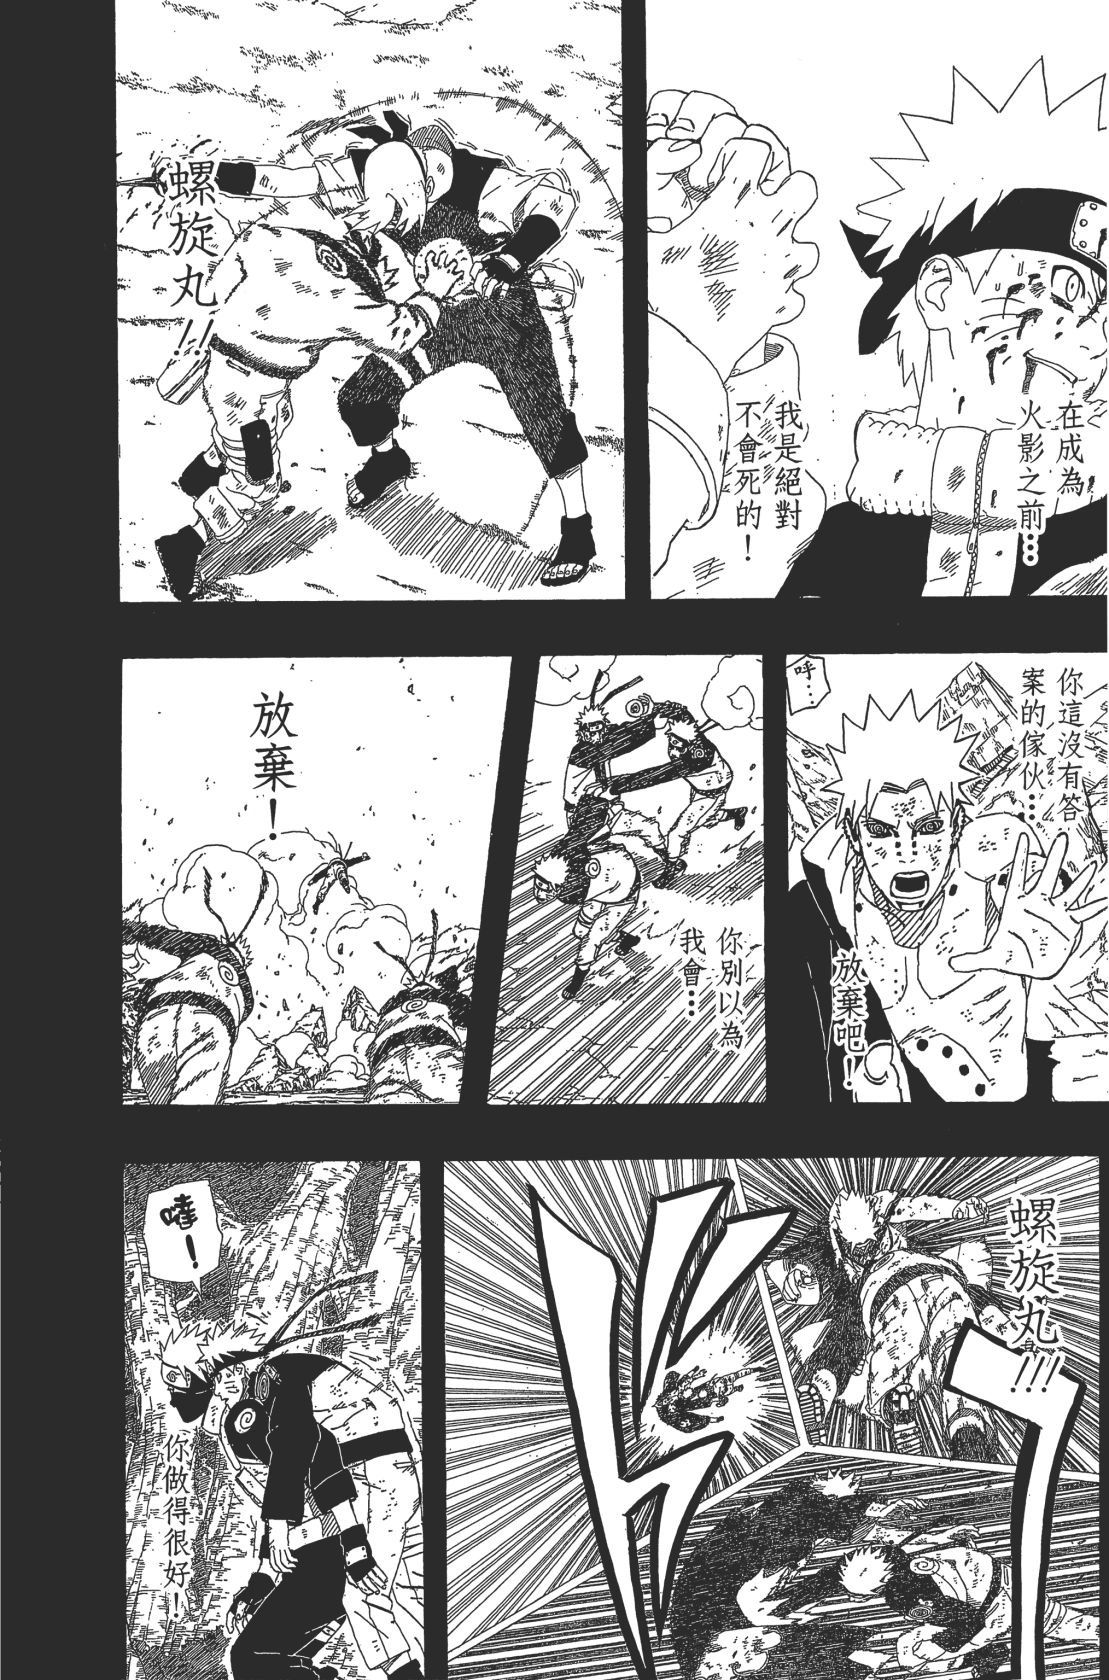 在成為
火影之前…
我是絕對
不會死的！
螺旋丸!!
你這沒有答
案的傢伙…
呼…
放棄吧！
你別以為
我會…
放棄！
螺旋丸!!!
嘩！
你做得很好！